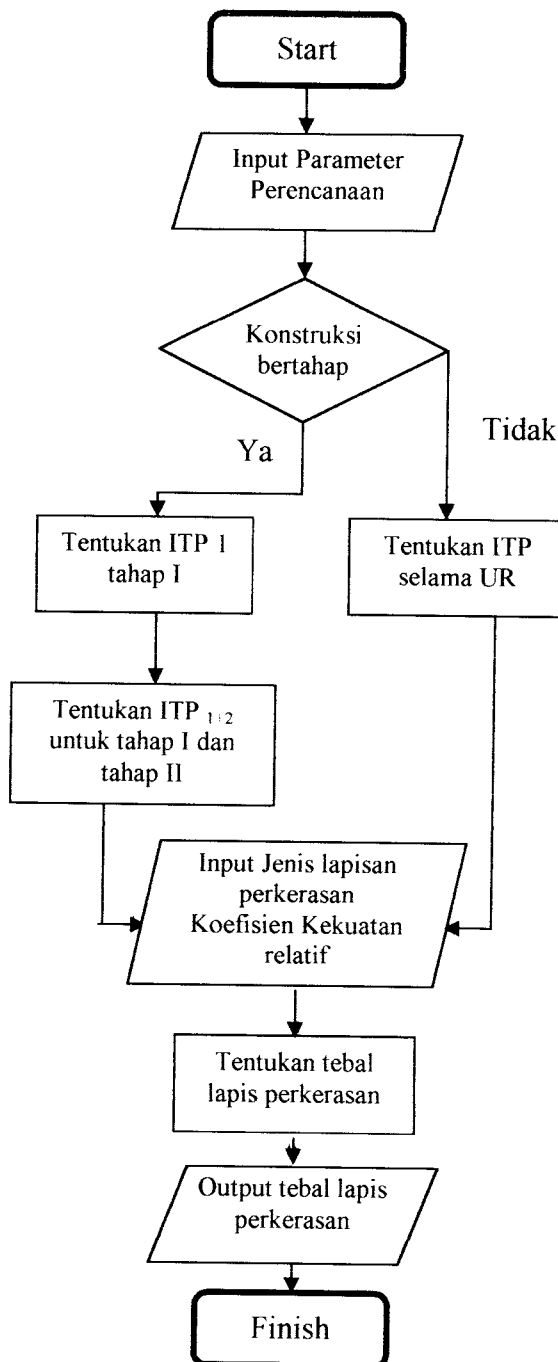 Start
Input Parameter
Perencanaan
Konstruksi
bertahap
Ya
Tidak
Tentukan ITP 1
tahap I
Tentukan ITP
selama UR
Tentukan ITP 1+2
untuk tahap I dan
tahap II
Input Jenis lapisan
perkerasan
Koefisien Kekuatan
relatif
Tentukan tebal
lapis perkerasan
Output tebal lapis
perkerasan
Finish